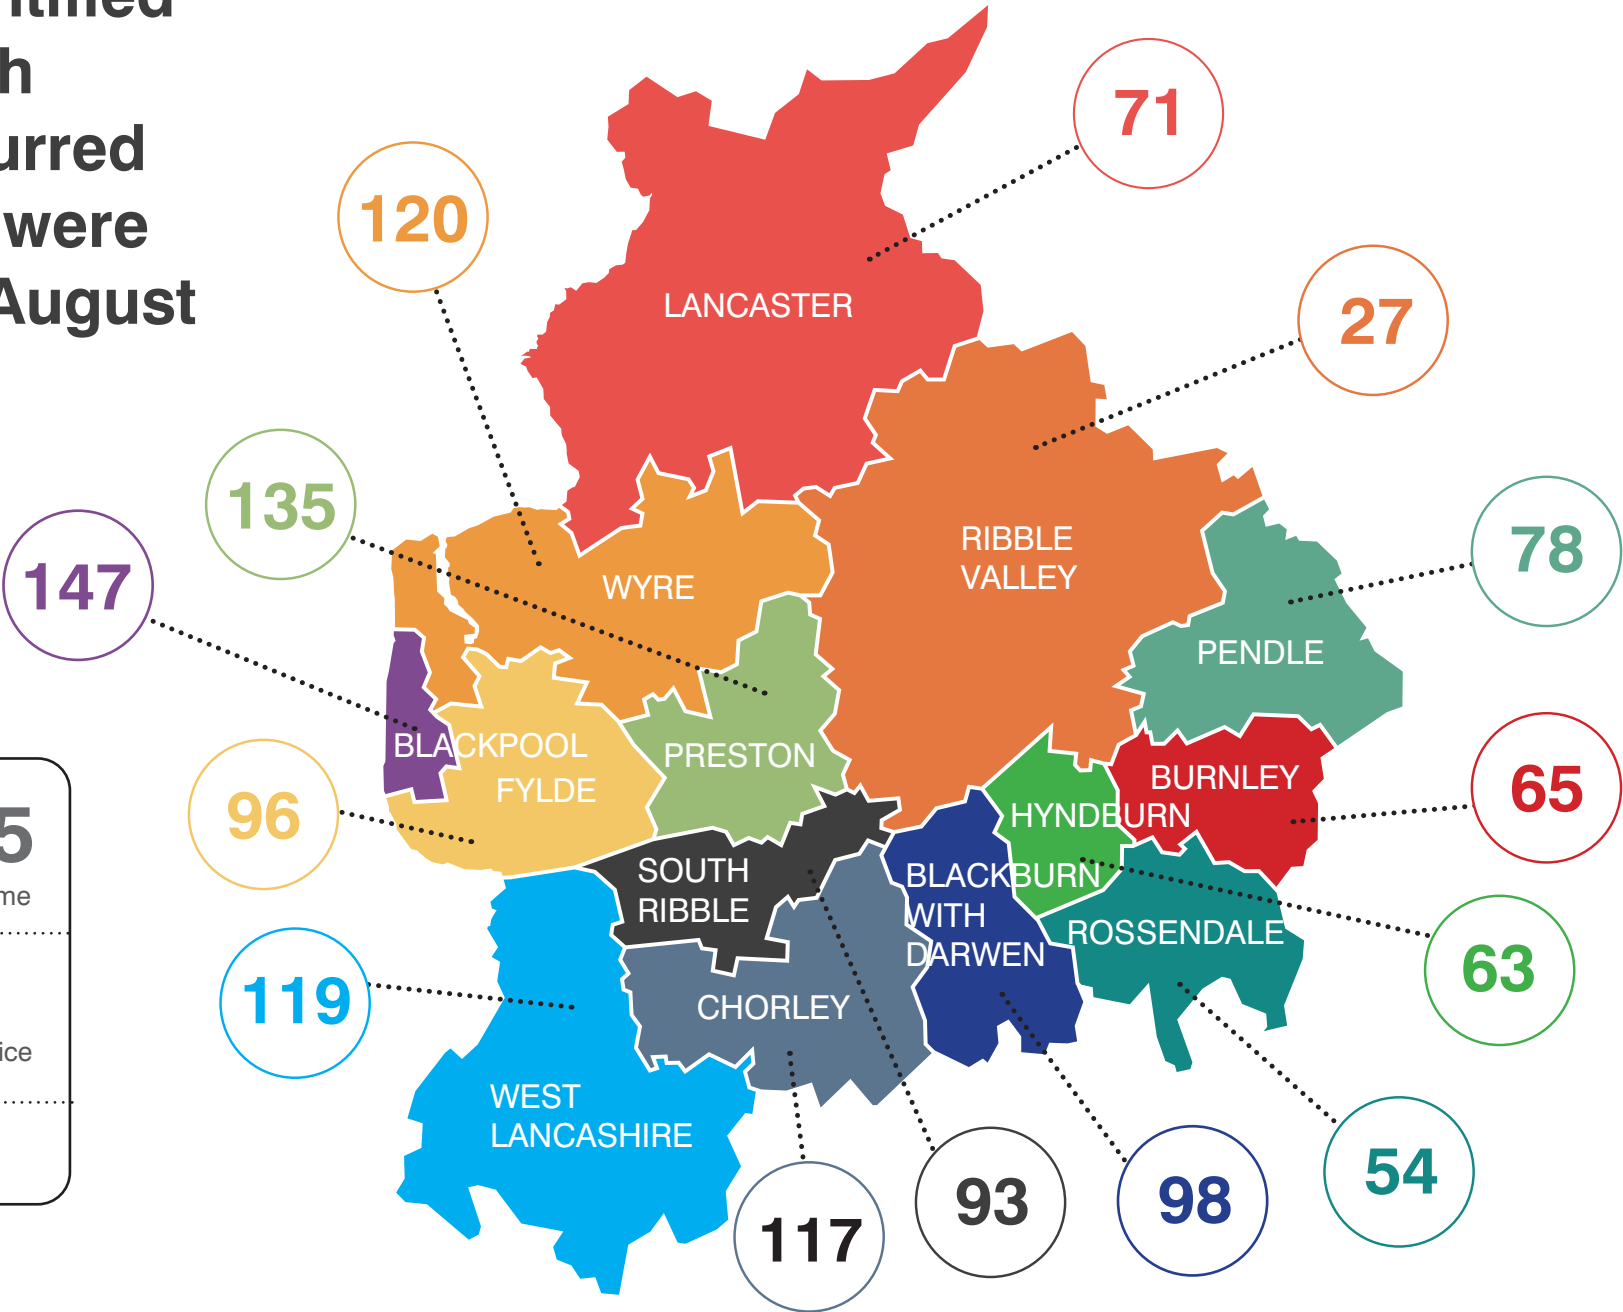 urred
were
August
71
120
27
LANCASTER
135
147
78
RIBBLE
VALLEY
WYRE
PENDLE
BLACKPOOL
PRESTON
FYLDE
BURNLEY
65
96
HYNDBURN
5
me
SOUTH
RIBBLE
BLACKBURN
WITH
DARWEN
ROSSENDALE
63
119
CHORLEY
ice
WEST
LANCASHIRE
54
93
98
117